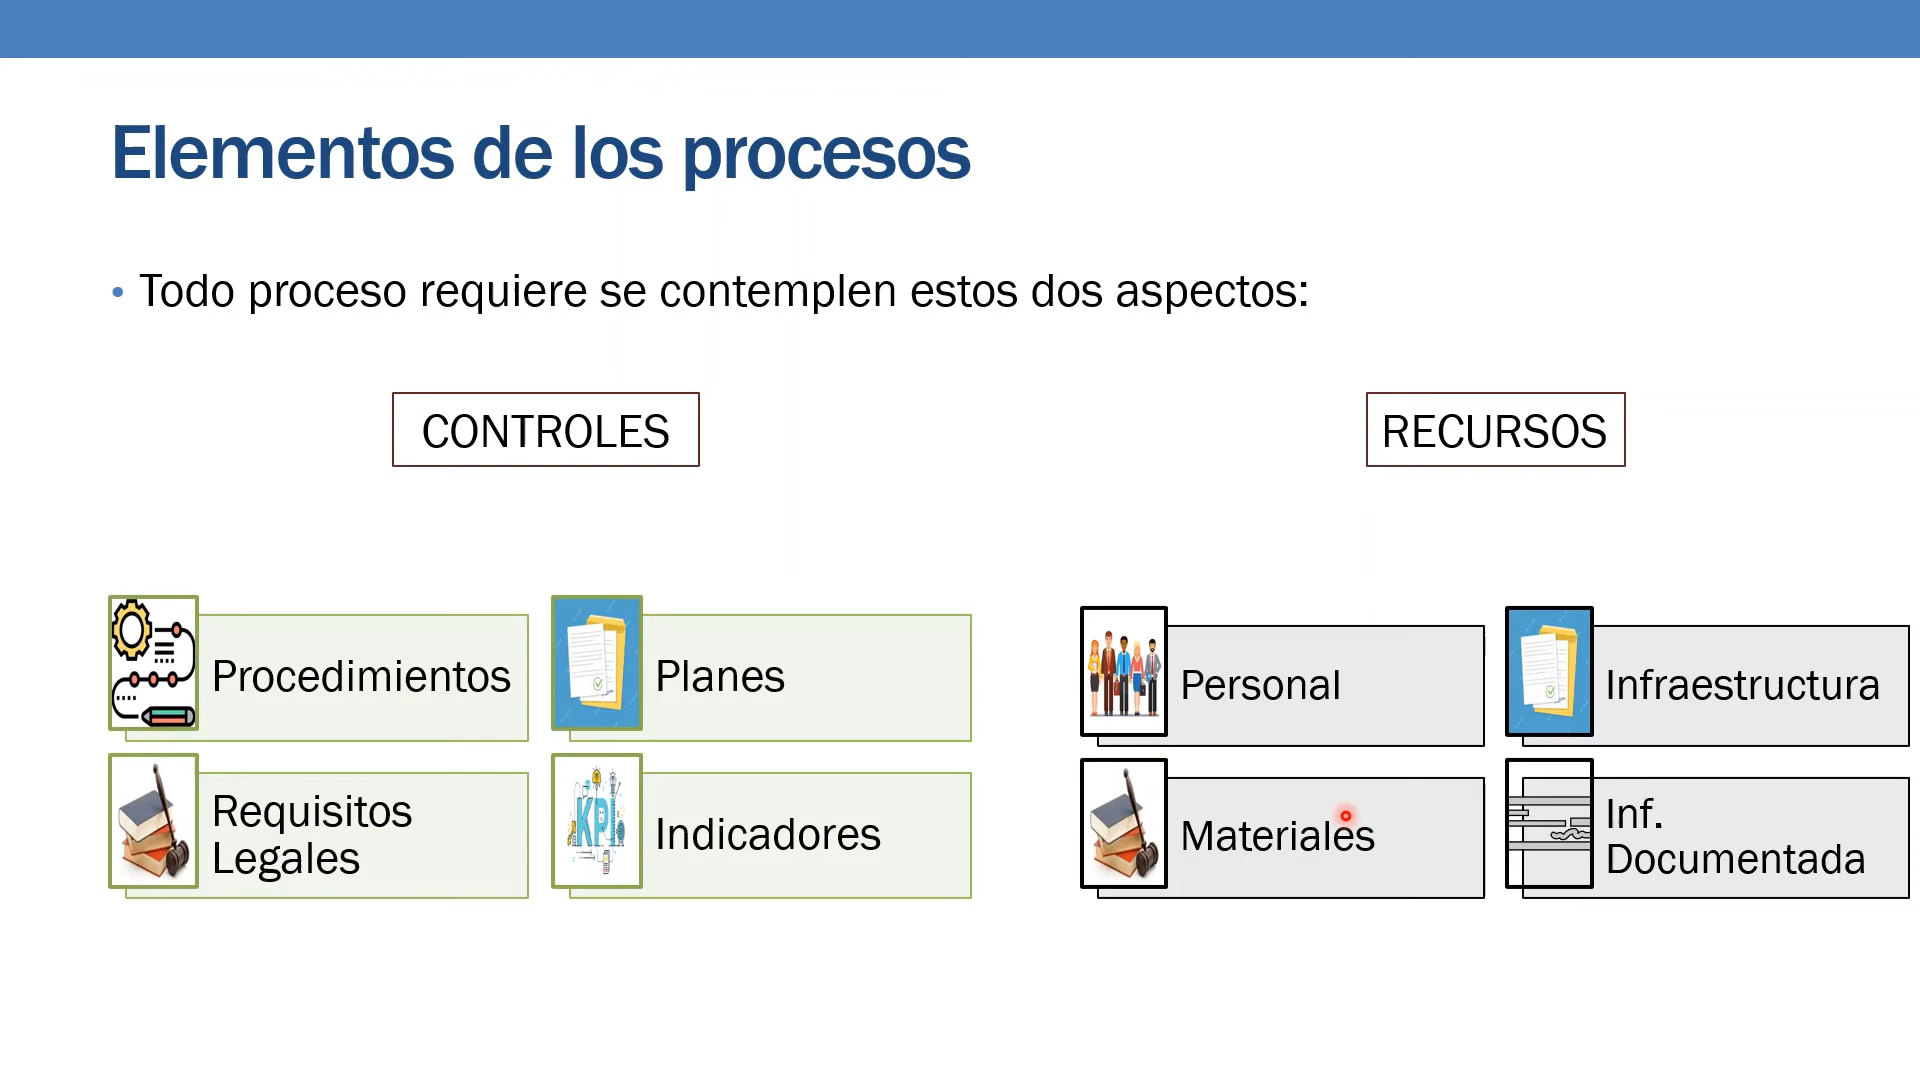 Elementos de los procesos
• Todo proceso requiere se contemplen estos dos aspectos:
CONTROLES
RECURSOS
Procedimientos
Planes
Requisitos
Legales
Indicadores
KPI
Personal
Infraestructura
Materiales
Inf.
Documentada